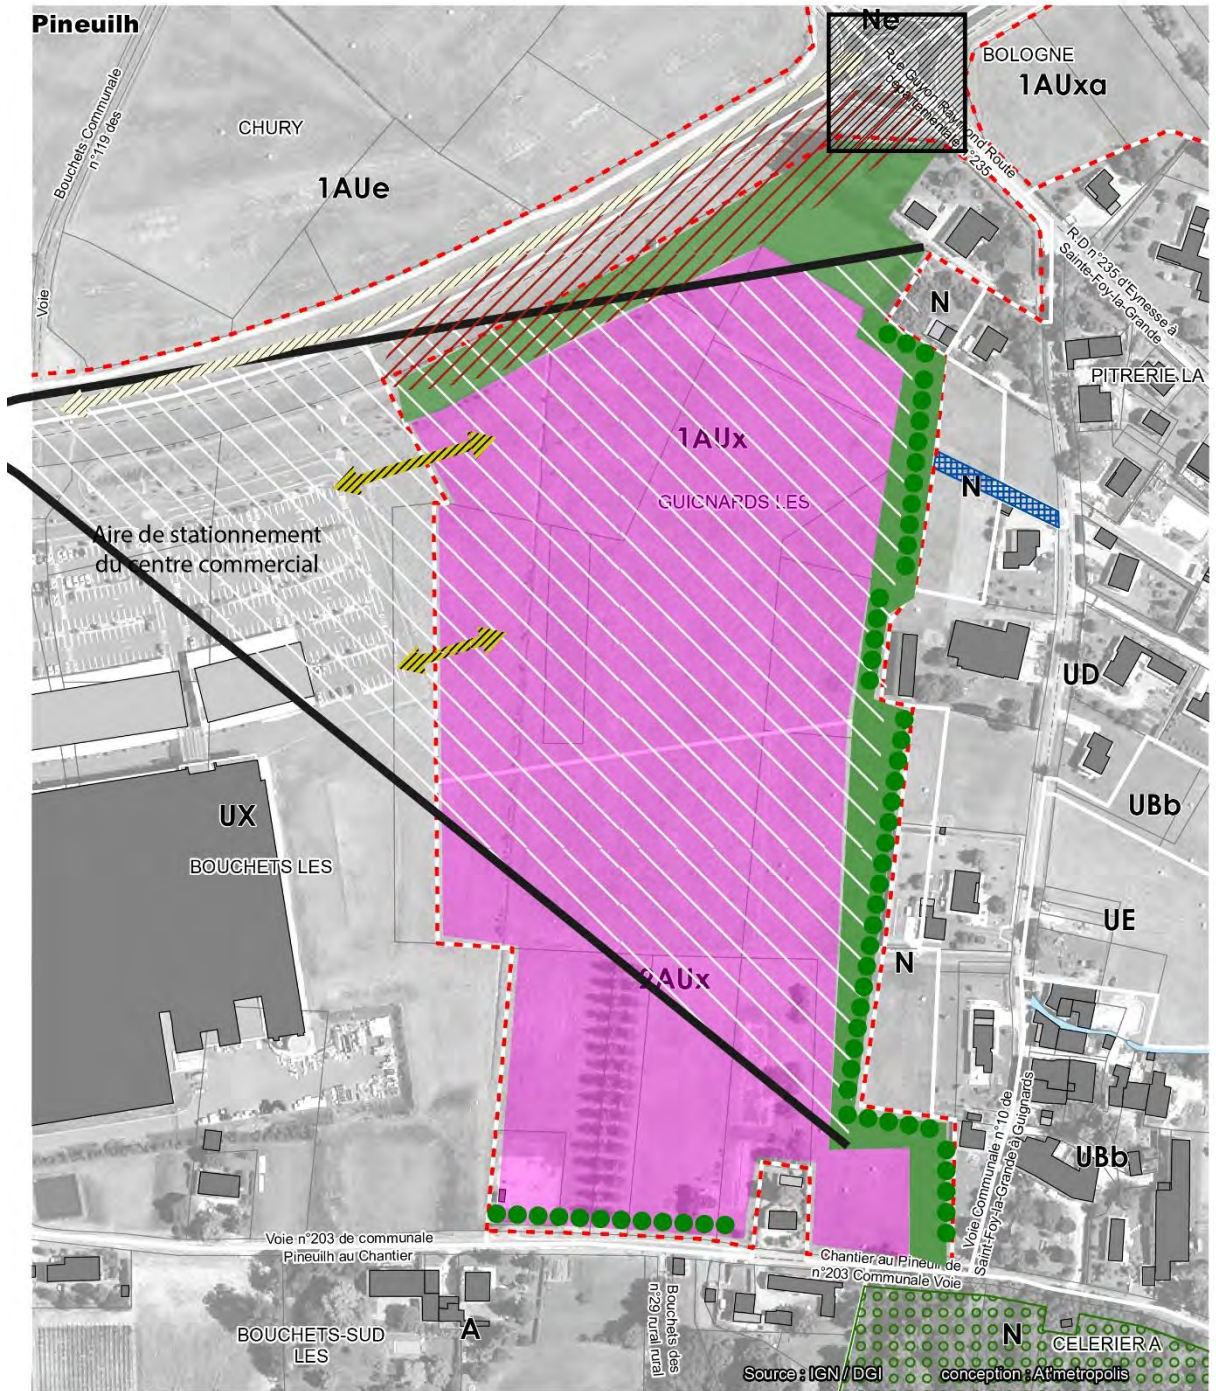 Pineuilh
Ne
BOLOGNE
1AUxa
Bouchets Communale
n°119 des
Voie
CHURY
1AUe
Rue Guyon Raymond Route
départementale n°235
R.D n°235 d'Eynesse à
Sainte-Foy-la-Grande
N
PITRERIE LA
1AUx
GUIGNARDS LES
N
Aire de stationnement
du centre commercial
UD
UBb
UX
BOUCHETS LES
UE
N
2AUx
Voie Communale n°10 de
Saint-Foy-la-Grande à Guignards
UBb
Voie n°203 de communale
Pineuilh au Chantier
Chantier au Pineuilh de
n°203 Communale Voie
Bouchets des
n°29 rural rural
BOUCHETS-SUD
LES
A
N
CELERIER A
Source : IGN / DGI
conception : At'metropolis